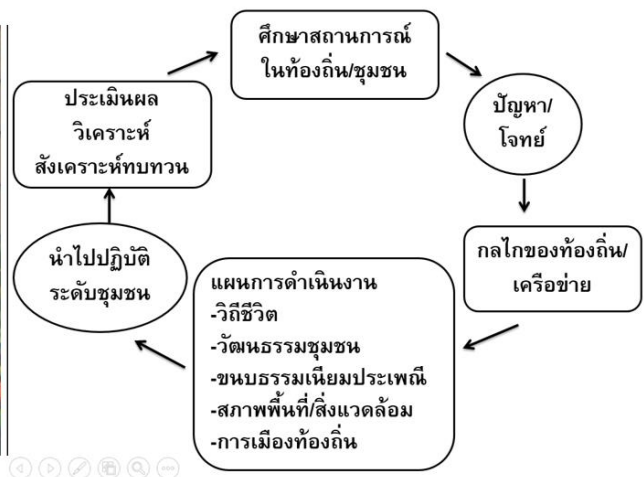 ศึกษาสถานการณ์
ในท้องถิ่น/ชุมชน
ปัญหา/
โจทย์
กลไกของท้องถิ่น/
เครือข่าย
แผนการดำเนินงาน
-วิถีชีวิต
-วัฒนธรรมชุมชน
-ขนบธรรมเนียมประเพณี
-สภาพพื้นที่/สิ่งแวดล้อม
-การเมืองท้องถิ่น
นำไปปฏิบัติ
ระดับชุมชน
ประเมินผล
วิเคราะห์
สังเคราะห์ทบทวน